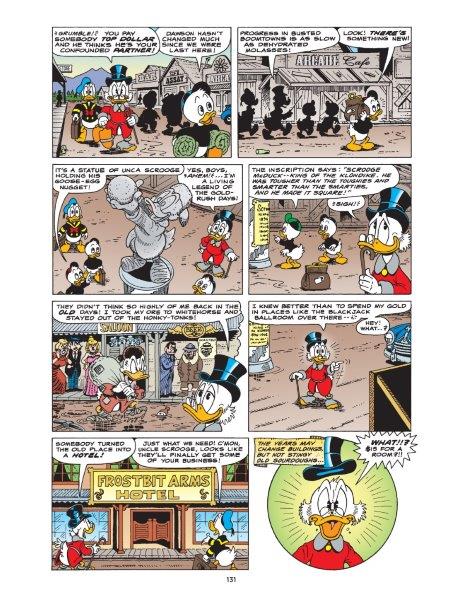 :GRUMBLE!: YOU PAY
SOMEBODY TOP DOLLAR
AND HE THINKS HE'S YOUR
CONFOUNDED PARTNER!
DAWSON HASN'T
CHANGED MUCH
SINCE WE WERE
LAST HERE!
PROGRESS IN BUSTED
BOOMTOWNS IS AS SLOW
AS DEHYDRATED
MOLASSES!
LOOK! THERE'S
SOMETHING NEW!
ARCADE Cafe
IT'S A STATUE OF UNCA SCROOGE
HOLDING HIS
GOOSE-EGG
NUGGET!
YES, BOYS,
:AHEM!:...I'M
A LIVING
LEGEND OF
THE GOLD-
RUSH DAYS!
THE INSCRIPTION SAYS: "SCROOGE
McDUCK--KING OF THE KLONDIKE. HE
WAS TOUGHER THAN THE TOUGHIES AND
SMARTER THAN THE SMARTIES,
AND HE MADE IT SQUARE!"
:SIGH!:
THEY DIDN'T THINK SO HIGHLY OF ME BACK IN THE
OLD DAYS! I TOOK MY ORE TO WHITEHORSE AND
STAYED OUT OF THE HONKY-TONKS!
SALOON
BEER
I KNEW BETTER THAN TO SPEND MY GOLD
IN PLACES LIKE THE BLACKJACK
BALLROOM OVER THERE--
HEY!
WHAT..?
SOMEBODY TURNED
THE OLD PLACE INTO
A HOTEL!
JUST WHAT WE NEED! C'MON,
UNCLE SCROOGE, LOOKS LIKE
THEY'LL FINALLY GET SOME
OF YOUR BUSINESS!
FROSTBIT ARMS
HOTEL
THE YEARS MAY
CHANGE BUILDINGS,
BUT NOT STINGY
OLD SOURDOUGHS...
WHAT!!?
$15 FOR A
ROOM?!!
131